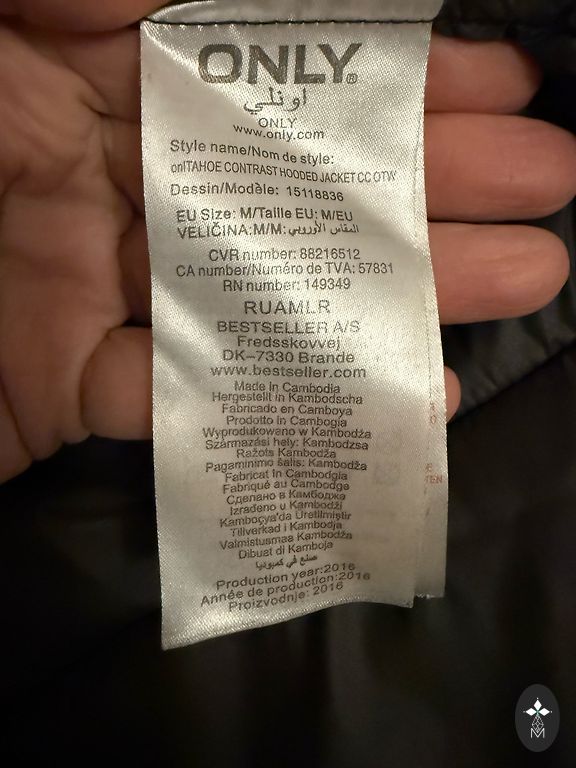 ONLY®
اونلي
ONLY
www.only.com
Style name/Nom de style:
onlTAHOE CONTRAST HOODED JACKET CC OTW
Dessin/Modèle: 15118836
EU Size: M/Taille EU: M/EU
VELIČINA: M/M: المقاس الأوروبي
CVR number: 88216512
CA number/Numéro de TVA: 57831
RN number: 149349
RUAMLR
BESTSELLER A/S
Fredsskovvej
DK-7330 Brande
www.bestseller.com
Made In Cambodia
Hergestellt in Kambodscha
Fabricado en Camboya
Prodotto in Cambogia
Wyprodukowano w Kambodża
Származási hely: Kambodzsa
Ražots Kambodžā
Pagaminimo šalis: Kambodža
Fabricat în Cambodgia
Fabriqué au Cambodge
Сделано в Камбоджа
Izrađeno u Kambodži
Kamboçya'da Üretilmiştir
Tillverkad i Kambodja
Valmistusmaa Kambodža
Dibuat di Kamboja
صنع في كمبوديا
Production year:2016
Année de production:2016
Proizvodnje: 2016
M